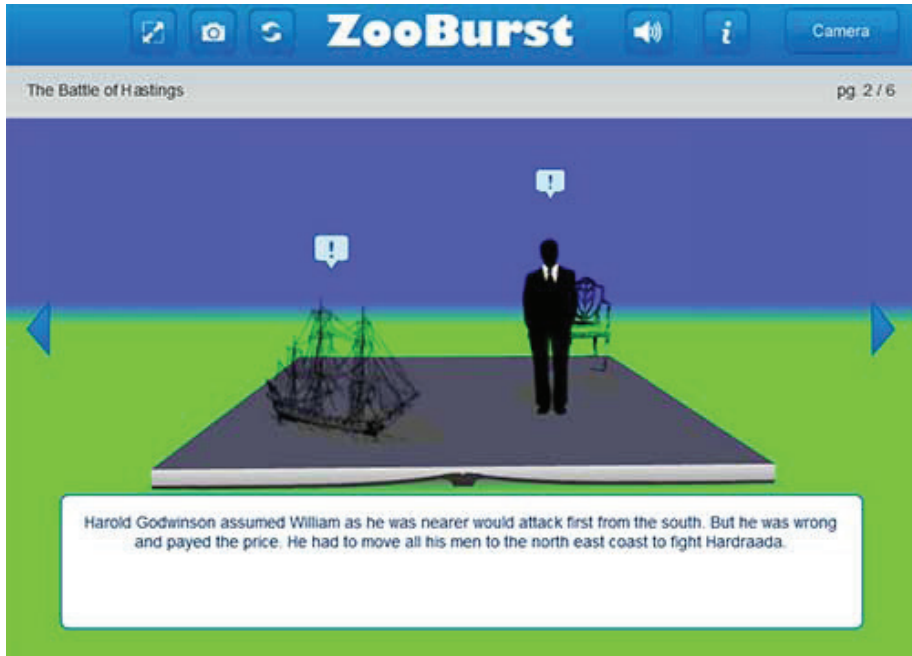 ZooBurst
i
Camera
The Battle of Hastings
pg. 2 / 6
!
!
Harold Godwinson assumed William as he was nearer would attack first from the south. But he was wrong
and payed the price. He had to move all his men to the north east coast to fight Hardraada.